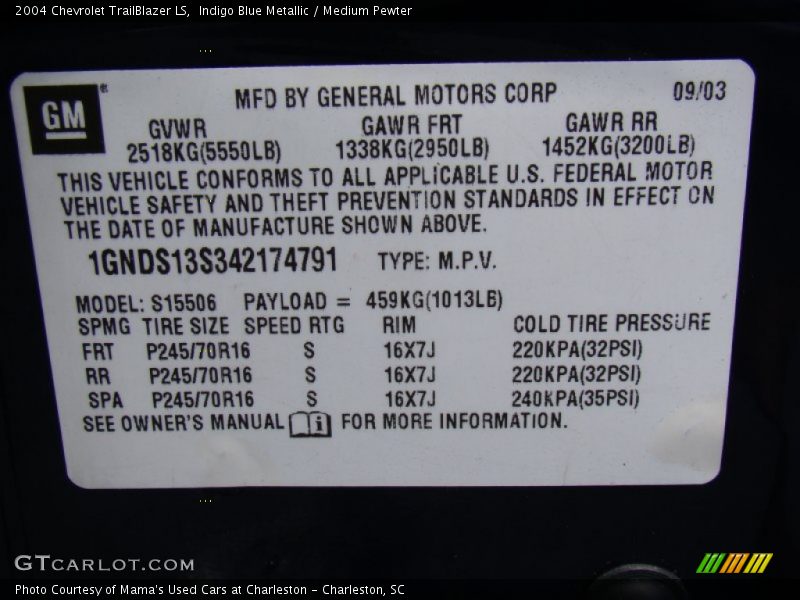 2004 Chevrolet TrailBlazer LS, Indigo Blue Metallic / Medium Pewter
GM
MFD BY GENERAL MOTORS CORP 09/03
GVWR GAWR FRT GAWR RR
2518KG(5550LB) 1338KG(2950LB) 1452KG(3200LB)
THIS VEHICLE CONFORMS TO ALL APPLICABLE U.S. FEDERAL MOTOR
VEHICLE SAFETY AND THEFT PREVENTION STANDARDS IN EFFECT ON
THE DATE OF MANUFACTURE SHOWN ABOVE.
1GNDS13S342174791 TYPE: M.P.V.
MODEL: S15506 PAYLOAD = 459KG(1013LB)
SPMG TIRE SIZE SPEED RTG RIM COLD TIRE PRESSURE
FRT P245/70R16 S 16X7J 220KPA(32PSI)
RR P245/70R16 S 16X7J 220KPA(32PSI)
SPA P245/70R16 S 16X7J 240KPA(35PSI)
SEE OWNER'S MANUAL i FOR MORE INFORMATION.
GTCARLOT.COM
Photo Courtesy of Mama's Used Cars at Charleston - Charleston, SC